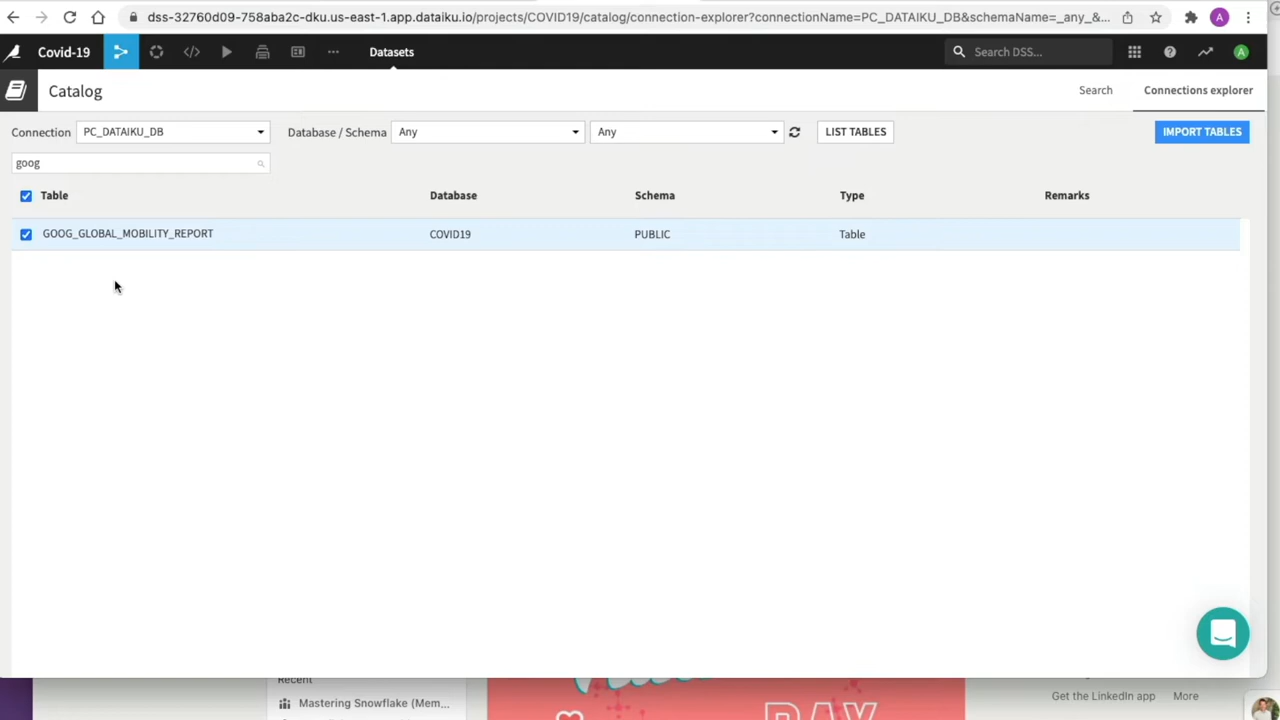 dss-32760d09-758aba2c-dku.us-east-1.app.dataiku.io/projects/COVID19/catalog/connection-explorer?connectionName=PC_DATAIKU_DB&schemaName=_any_&...
A
Covid-19
Datasets
Search DSS...
A
Catalog
Search
Connections explorer
Connection
PC_DATAIKU_DB
Database / Schema
Any
Any
LIST TABLES
IMPORT TABLES
goog
Table
Database
Schema
Type
Remarks
GOOG_GLOBAL_MOBILITY_REPORT
COVID19
PUBLIC
Table
Recent
Mastering Snowflake (Mem...
DAY
Get the LinkedIn app
More